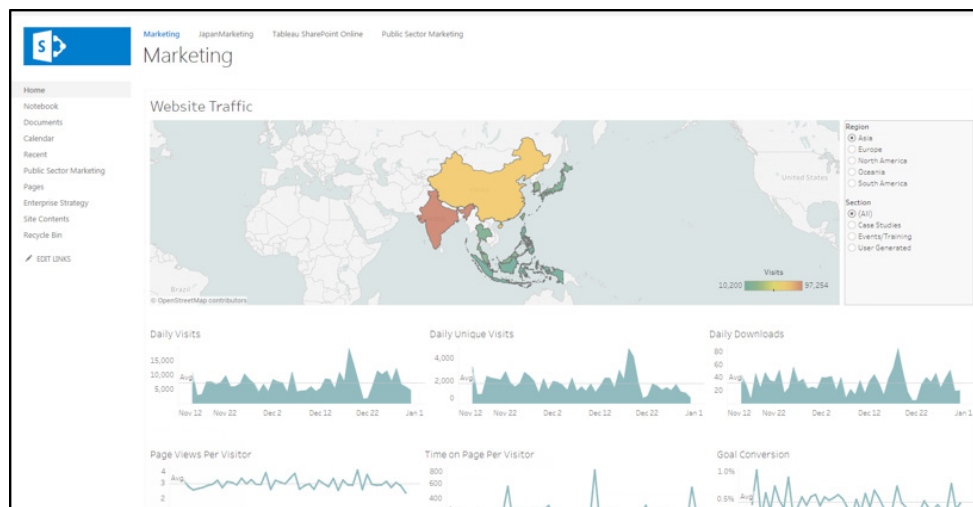 Marketing JapanMarketing Tableau SharePoint Online Public Sector Marketing
Marketing
S
Home
Notebook
Documents
Calendar
Recent
Public Sector Marketing
Pages
Enterprise Strategy
Site Contents
Recycle Bin
EDIT LINKS
Website Traffic
United States
Brazil
© OpenStreetMap contributors
Visits
10,200 97,254
Region
Asia
Europe
North America
Oceania
South America
Section
(All)
Case Studies
Events/Training
User Generated
Daily Visits
15,000
10,000
5,000
Avg
Nov 12 Nov 22 Dec 2 Dec 12 Dec 22 Jan 1
Daily Unique Visits
4,000
2,000
0
Avg
Nov 12 Nov 22 Dec 2 Dec 12 Dec 22 Jan 1
Daily Downloads
80
60
40
20
Avg
Nov 12 Nov 22 Dec 2 Dec 12 Dec 22 Jan 1
Page Views Per Visitor
4
3
2
Avg
Time on Page Per Visitor
800
600
400
Goal Conversion
1.0%
0.5%
Avg